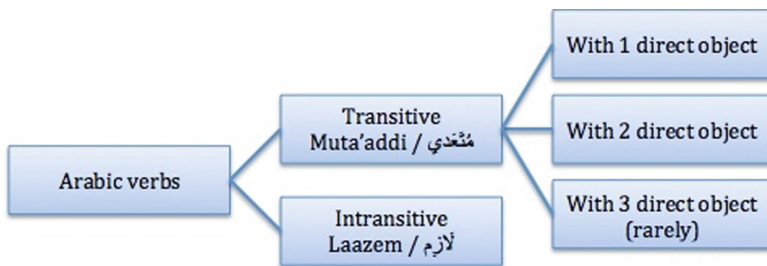 Arabic verbs
Transitive
Muta'addi / مُتَعَدي
Intransitive
Laazem / لَازِم
With 1 direct object
With 2 direct object
With 3 direct object
(rarely)